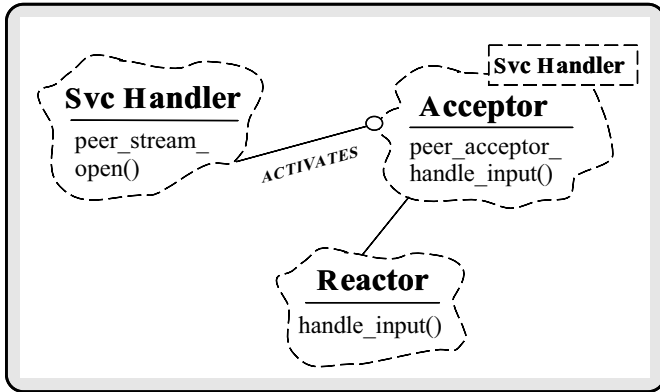 Svc Handler
Svc Handler
peer_stream_
open()
ACTIVATES
Acceptor
peer_acceptor_
handle_input()
Reactor
handle_input()